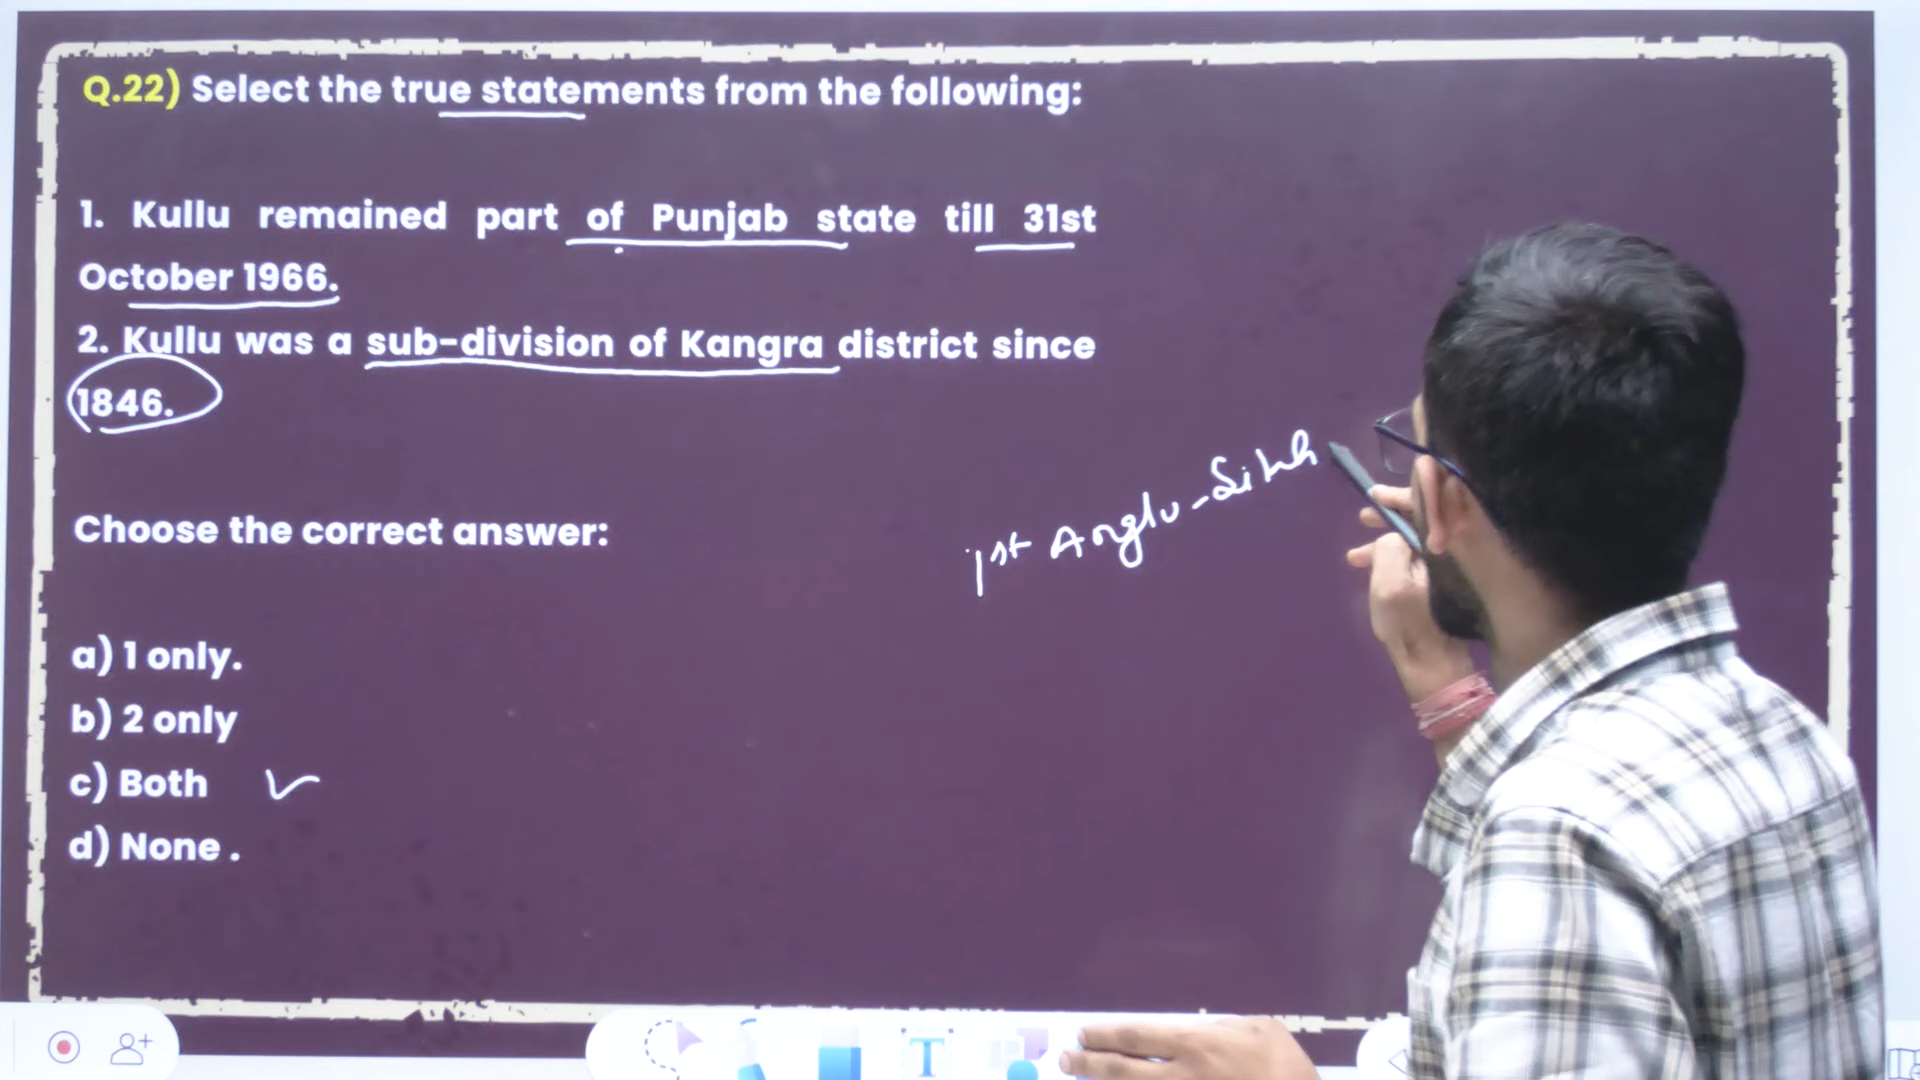 Q.22) Select the true statements from the following:
1. Kullu remained part of Punjab state till 31st
October 1966.
2. Kullu was a sub-division of Kangra district since
1846.
1st Anglo-Sikh
Choose the correct answer:
a) 1 only.
b) 2 only
c) Both
d) None .
T